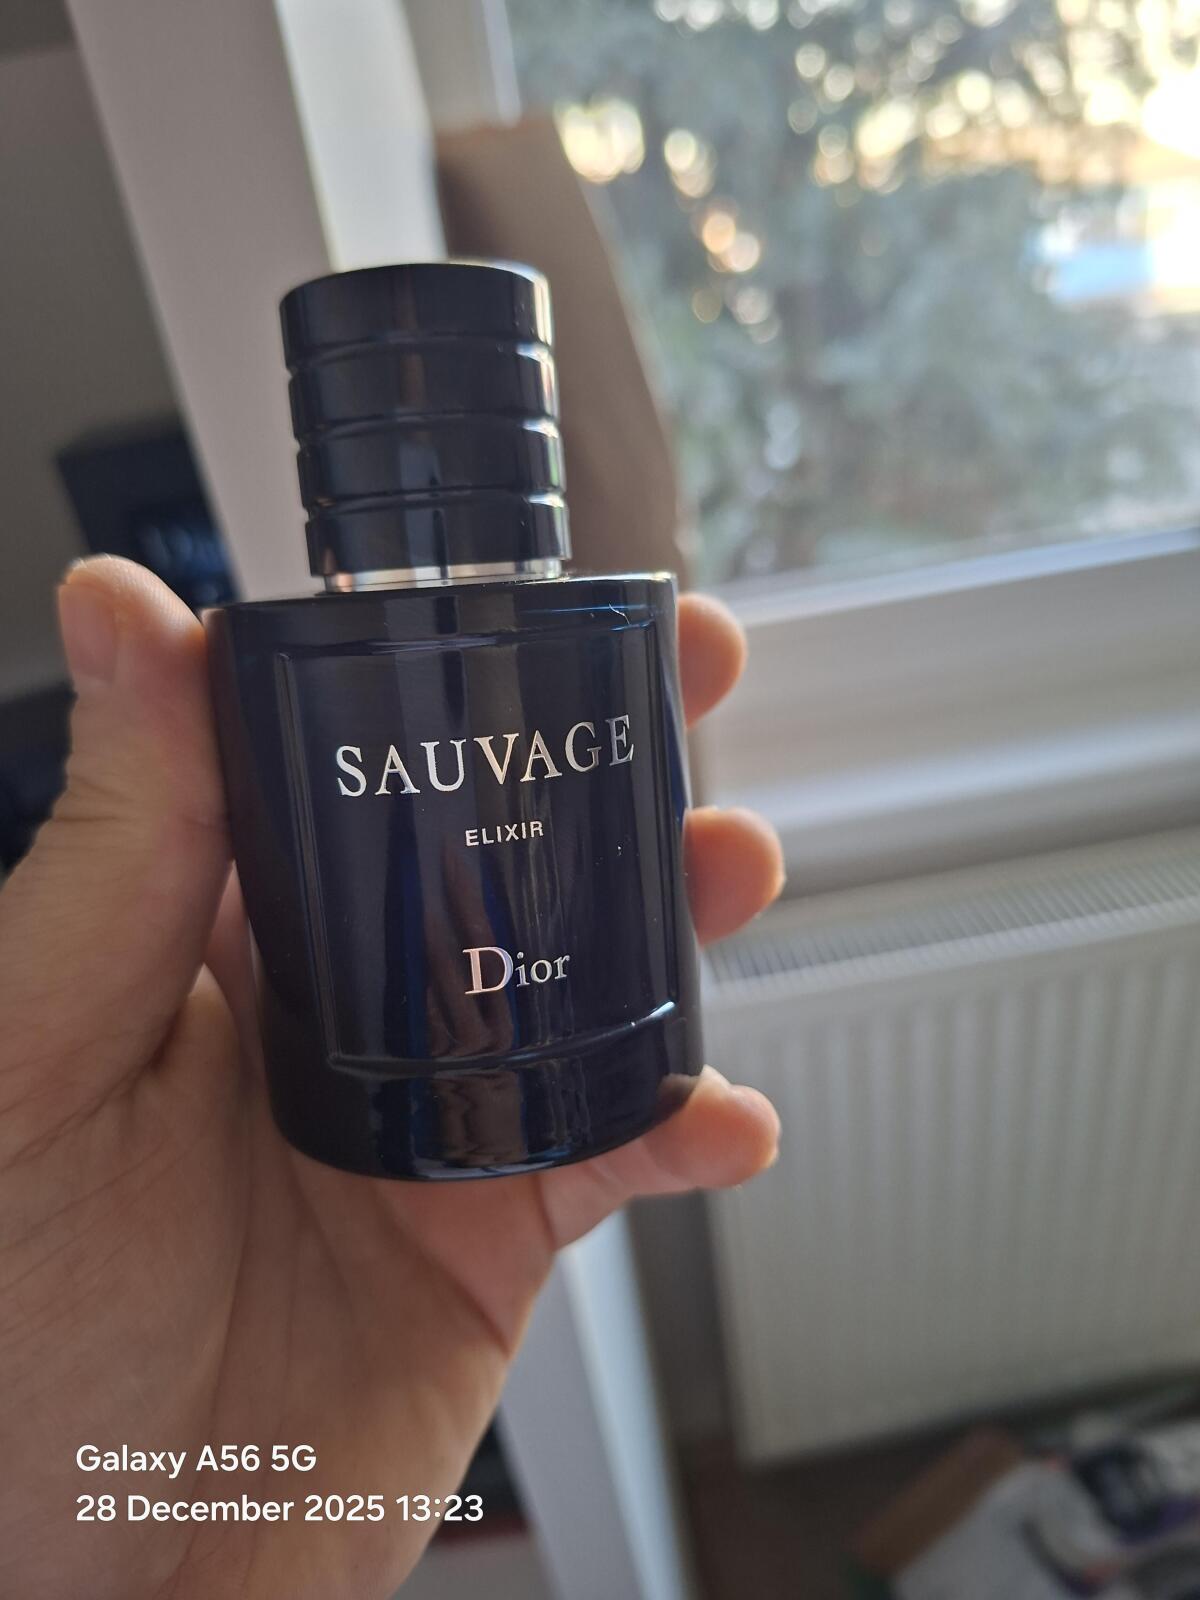 SAUVAGE
ELIXIR
Dior
Galaxy A56 5G
28 December 2025 13:23